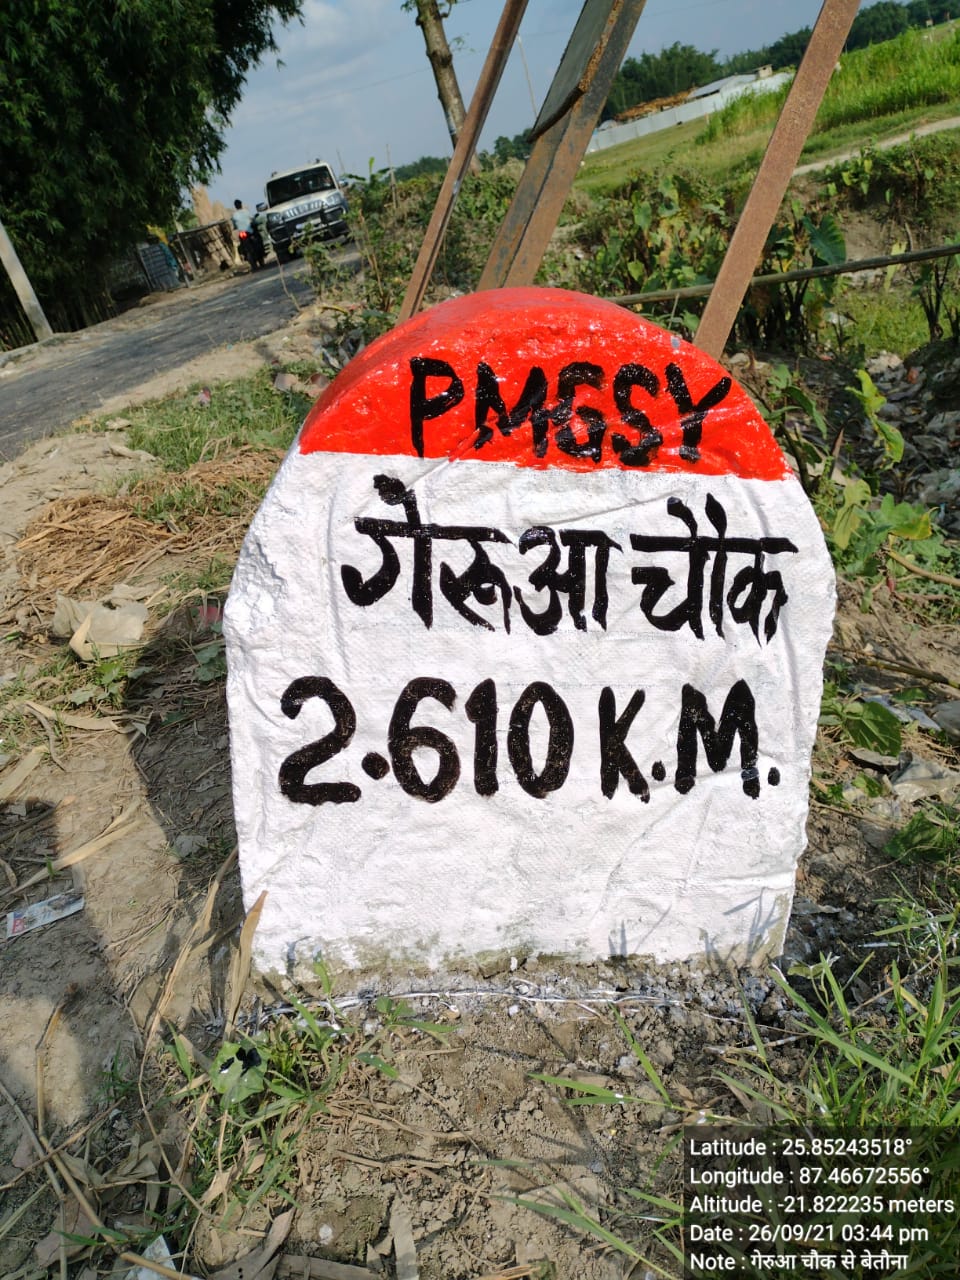 PMGSY
गेरूआ चौक
2.610 K.M.
Latitude : 25.85243518°
Longitude : 87.46672556°
Altitude : -21.822235 meters
Date : 26/09/21 03:44 pm
Note : गेरुआ चौक से बेतौना